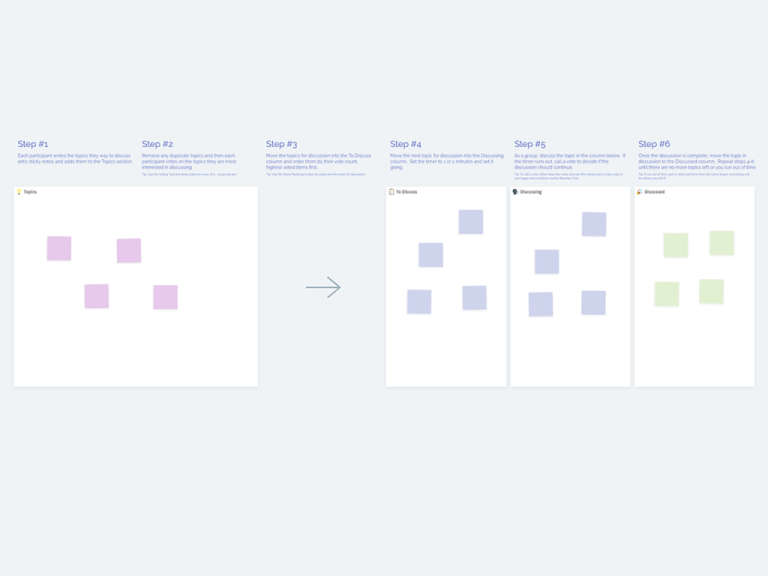 Step #1
Each participant writes the topics they way to discuss
onto sticky notes and adds them to the Topics section
Step #2
Remove any duplicate topics and then each
participant votes on the topics they are most
interested in discussing
Step #3
Move the topics for discussion into the To Discuss
column and order them by their vote count,
highest voted items first.
Step #4
Move the next topic for discussion into the Discussing
column. Set the timer to 1 or 2 minutes and set it
going.
Step #5
As a group, discuss the topic in the column below. If
the timer runs out, call a vote to decide if the
discussion should continue.
Step #6
Once the discussion is complete, move the topic in
discussion to the Discussed column. Repeat steps 4-6
until there are no more topics left or you run out of time.
Topics
To Discuss
Discussing
Discussed